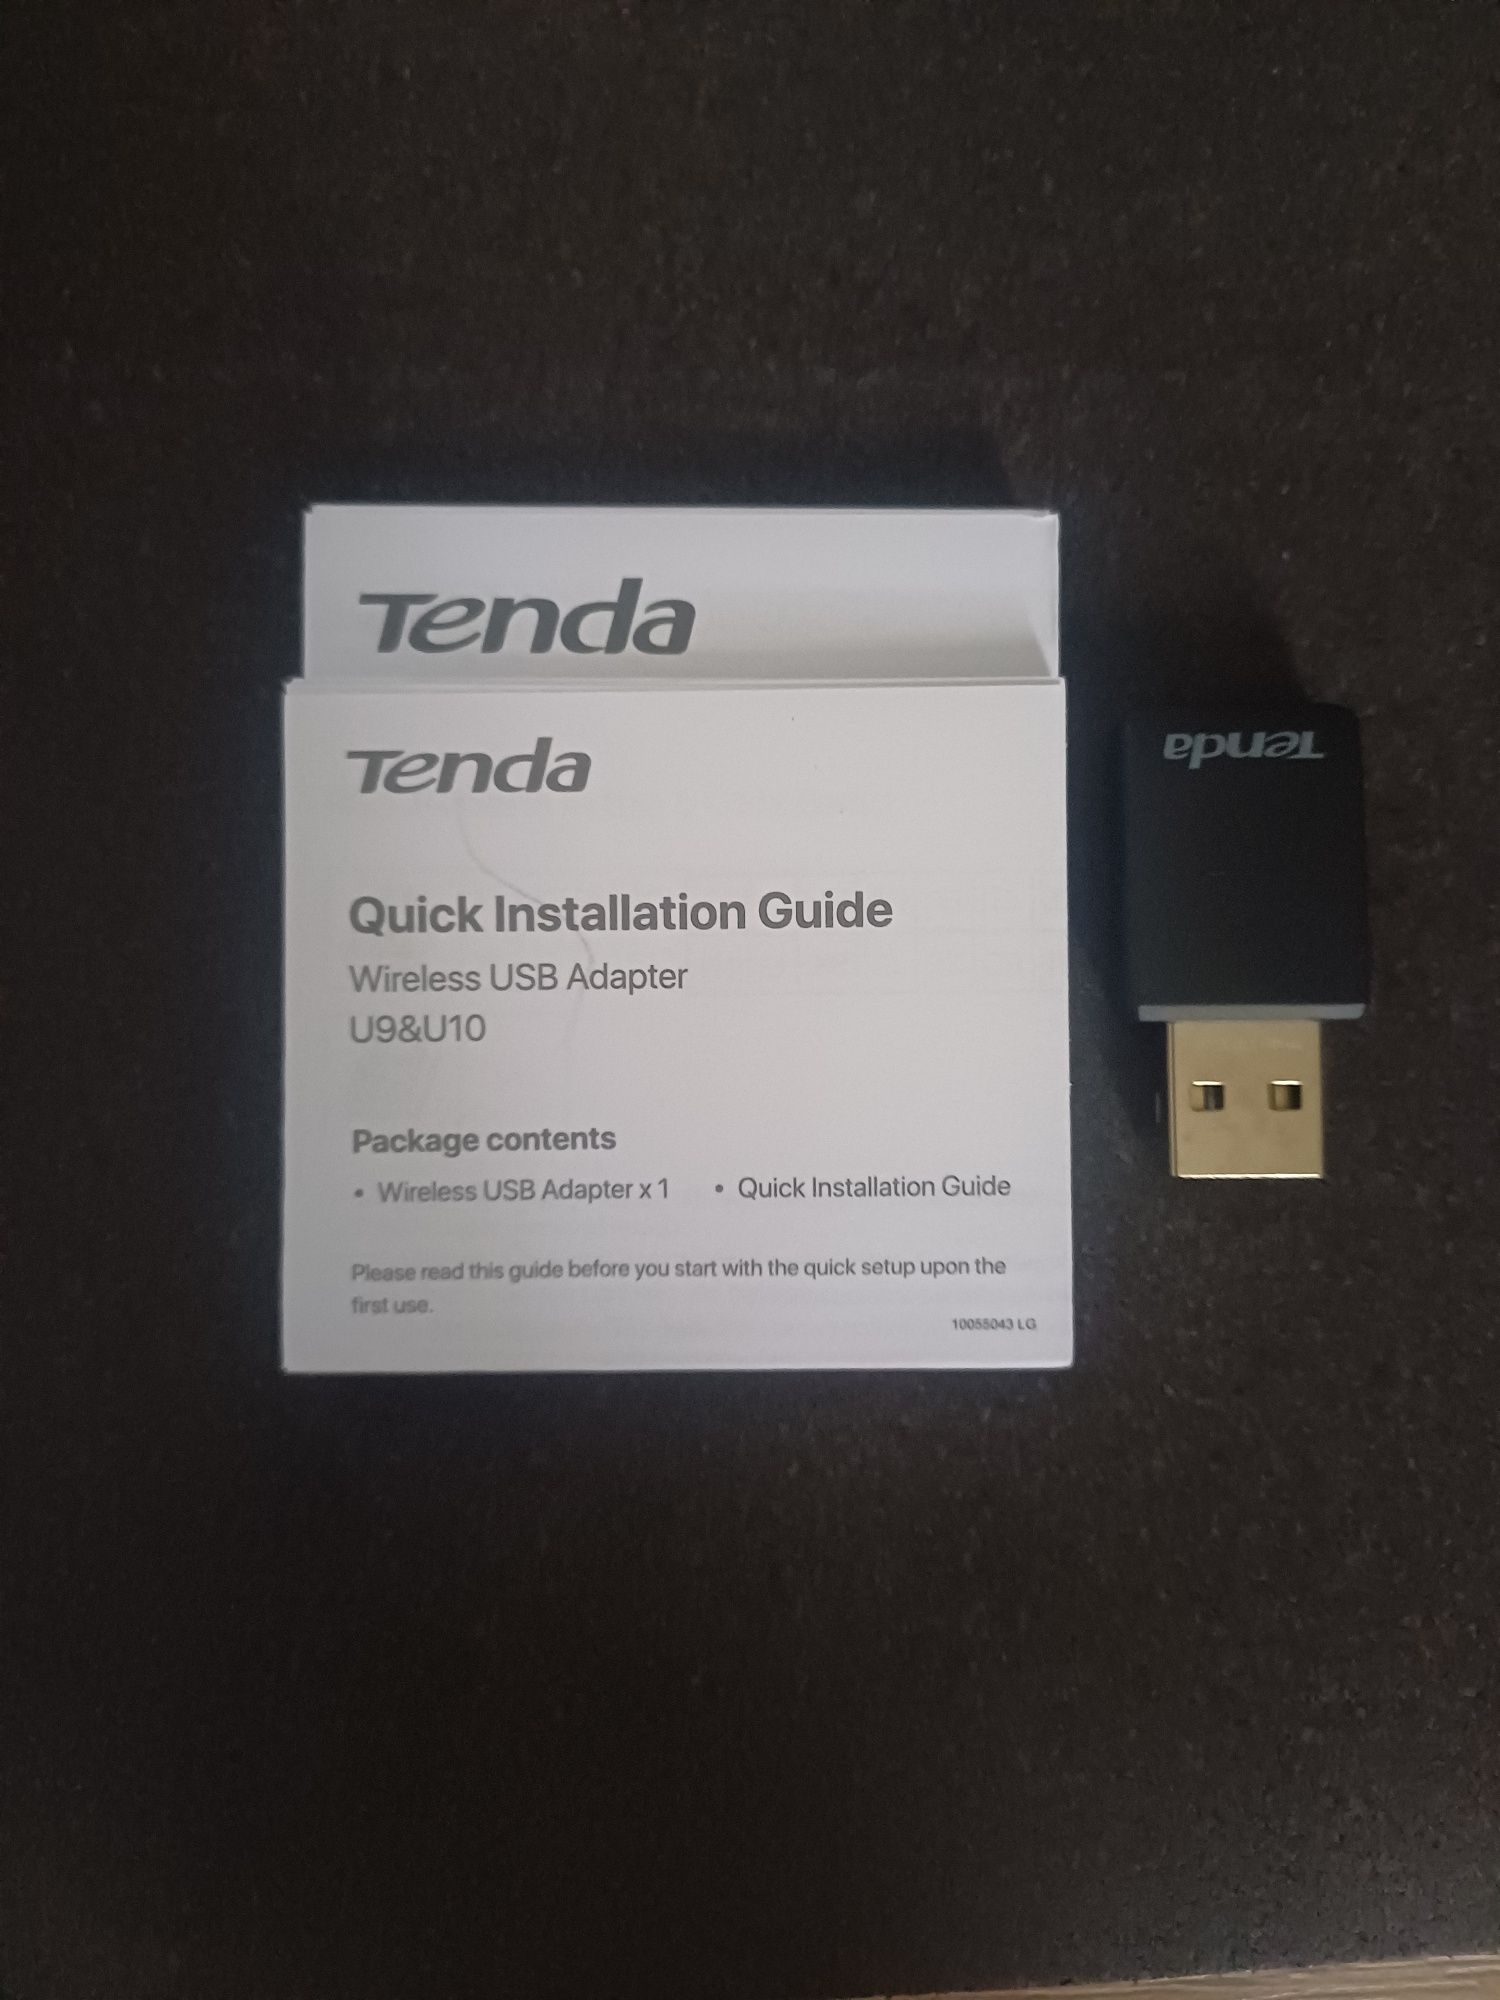 Tenda
Tenda
Quick Installation Guide
Wireless USB Adapter
U9&U10
Package contents
• Wireless USB Adapter x 1 • Quick Installation Guide
Please read this guide before you start with the quick setup upon the
first use.
10055043 LG
Tenda